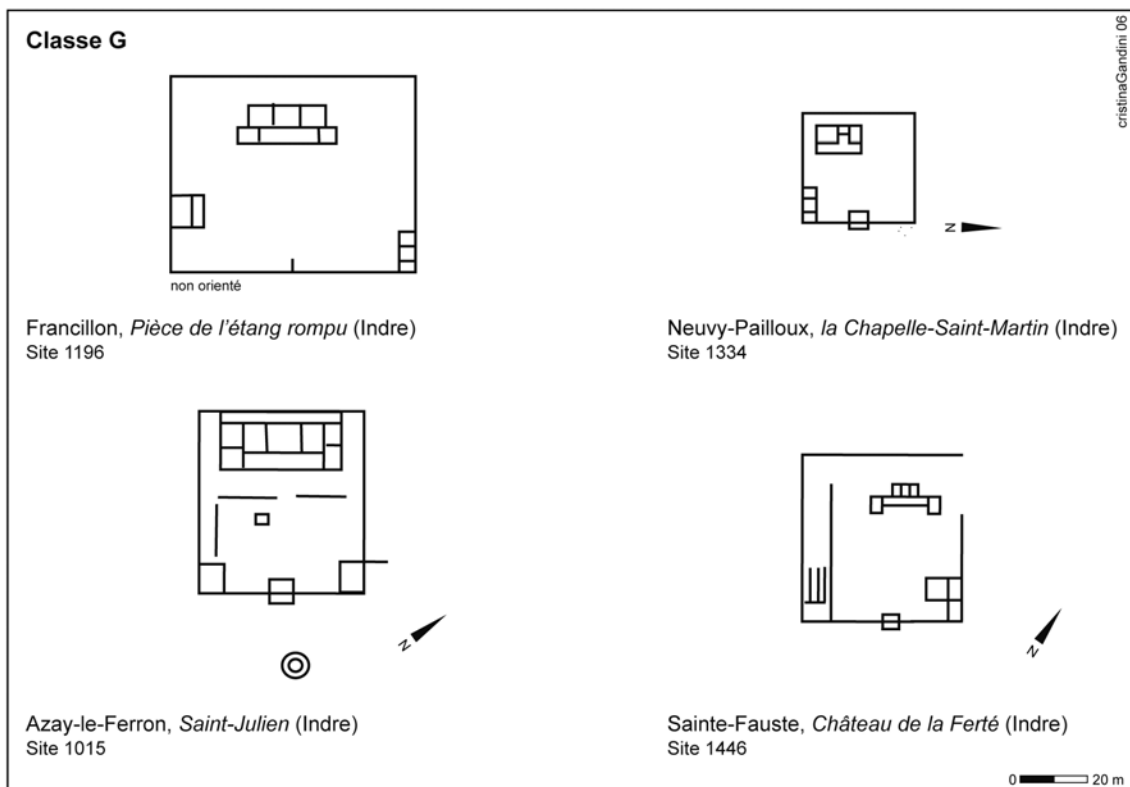 Classe G
cristinaGandini 06
non orienté
N
Francillon, Pièce de l'étang rompu (Indre)
Site 1196
Neuvy-Pailloux, la Chapelle-Saint-Martin (Indre)
Site 1334
N
N
Azay-le-Ferron, Saint-Julien (Indre)
Site 1015
Sainte-Fauste, Château de la Ferté (Indre)
Site 1446
0 20 m